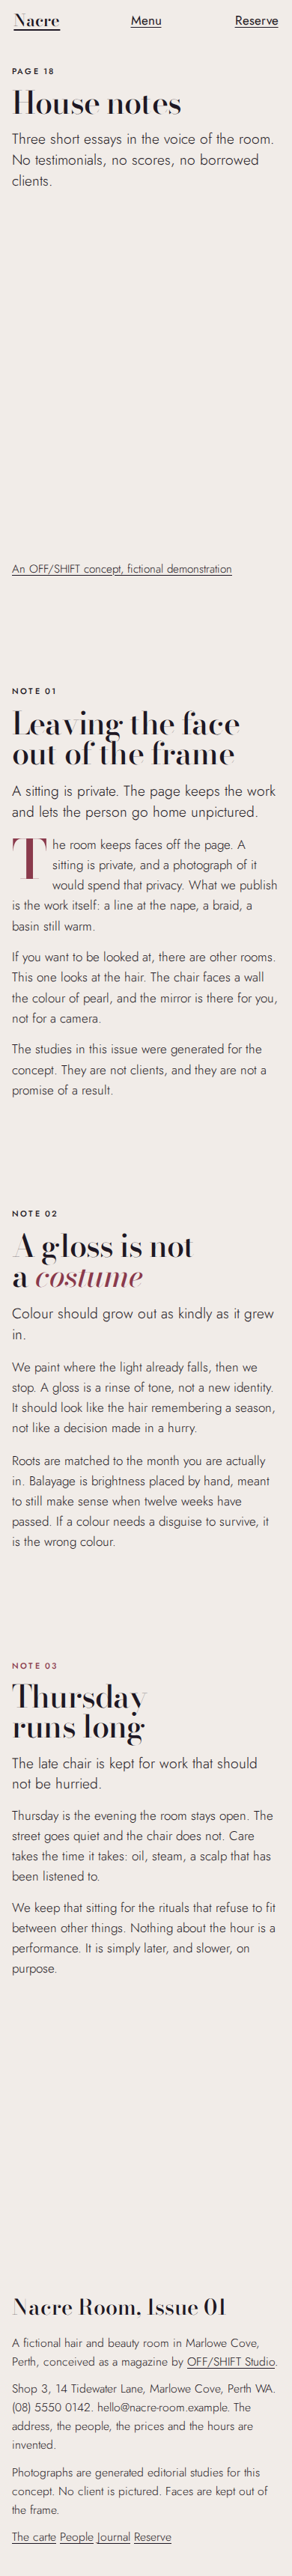 Nacre Menu Reserve
PAGE 18
House notes
Three short essays in the voice of the room.
No testimonials, no scores, no borrowed
clients.
An OFF/SHIFT concept, fictional demonstration
NOTE 01
Leaving the face
out of the frame
A sitting is private. The page keeps the work
and lets the person go home unpictured.
The room keeps faces off the page. A
sitting is private, and a photograph of it
would spend that privacy. What we publish
is the work itself: a line at the nape, a braid, a
basin still warm.
If you want to be looked at, there are other rooms.
This one looks at the hair. The chair faces a wall
the colour of pearl, and the mirror is there for you,
not for a camera.
The studies in this issue were generated for the
concept. They are not clients, and they are not a
promise of a result.
NOTE 02
A gloss is not
a costume
Colour should grow out as kindly as it grew
in.
We paint where the light already falls, then we
stop. A gloss is a rinse of tone, not a new identity.
It should look like the hair remembering a season,
not like a decision made in a hurry.
Roots are matched to the month you are actually
in. Balayage is brightness placed by hand, meant
to still make sense when twelve weeks have
passed. If a colour needs a disguise to survive, it
is the wrong colour.
NOTE 03
Thursday
runs long
The late chair is kept for work that should
not be hurried.
Thursday is the evening the room stays open. The
street goes quiet and the chair does not. Care
takes the time it takes: oil, steam, a scalp that has
been listened to.
We keep that sitting for the rituals that refuse to fit
between other things. Nothing about the hour is a
performance. It is simply later, and slower, on
purpose.
Nacre Room, Issue 01
A fictional hair and beauty room in Marlowe Cove,
Perth, conceived as a magazine by OFF/SHIFT Studio.
Shop 3, 14 Tidewater Lane, Marlowe Cove, Perth WA.
(08) 5550 0142. hello@nacre-room.example. The
address, the people, the prices and the hours are
invented.
Photographs are generated editorial studies for this
concept. No client is pictured. Faces are kept out of
the frame.
The carte People Journal Reserve